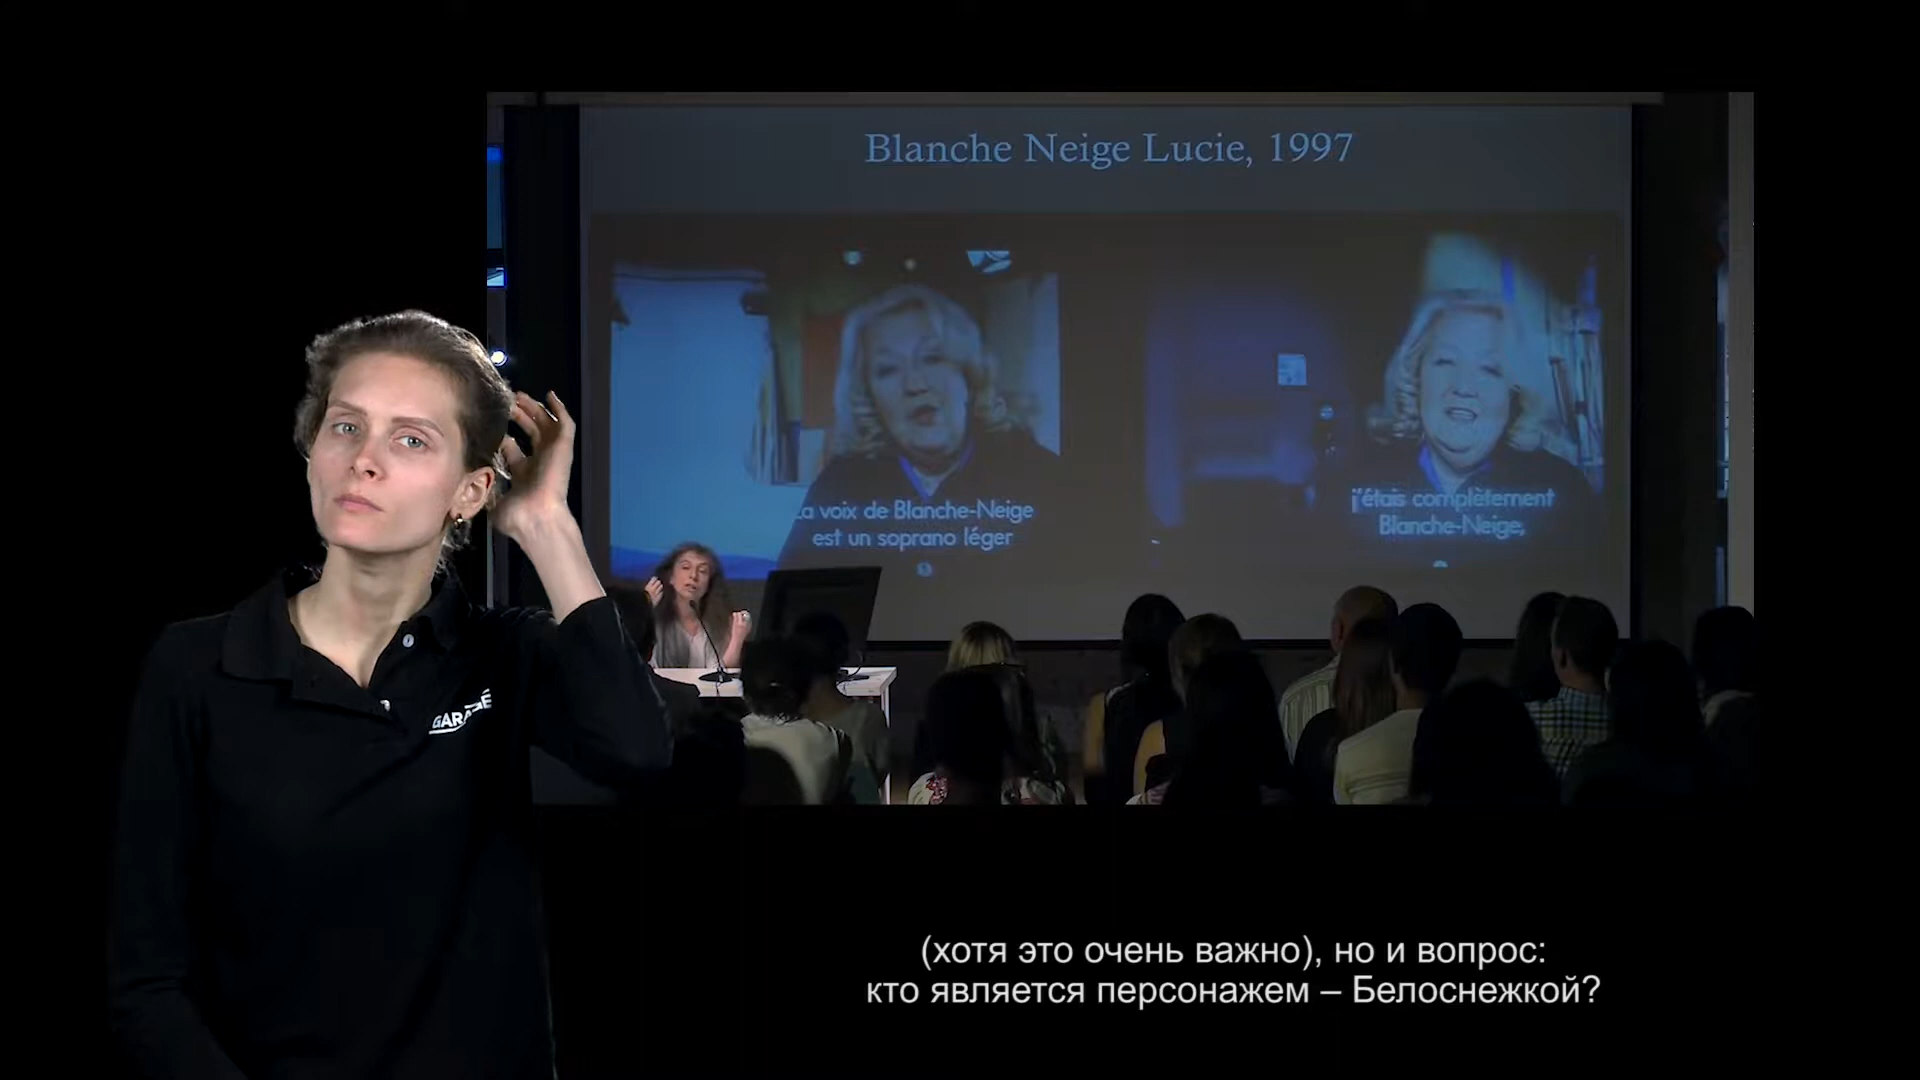 Blanche Neige Lucie, 1997
La voix de Blanche-Neige
est un soprano léger
j'étais complètement
Blanche-Neige,
GARAGE
(хотя это очень важно), но и вопрос:
кто является персонажем – Белоснежкой?